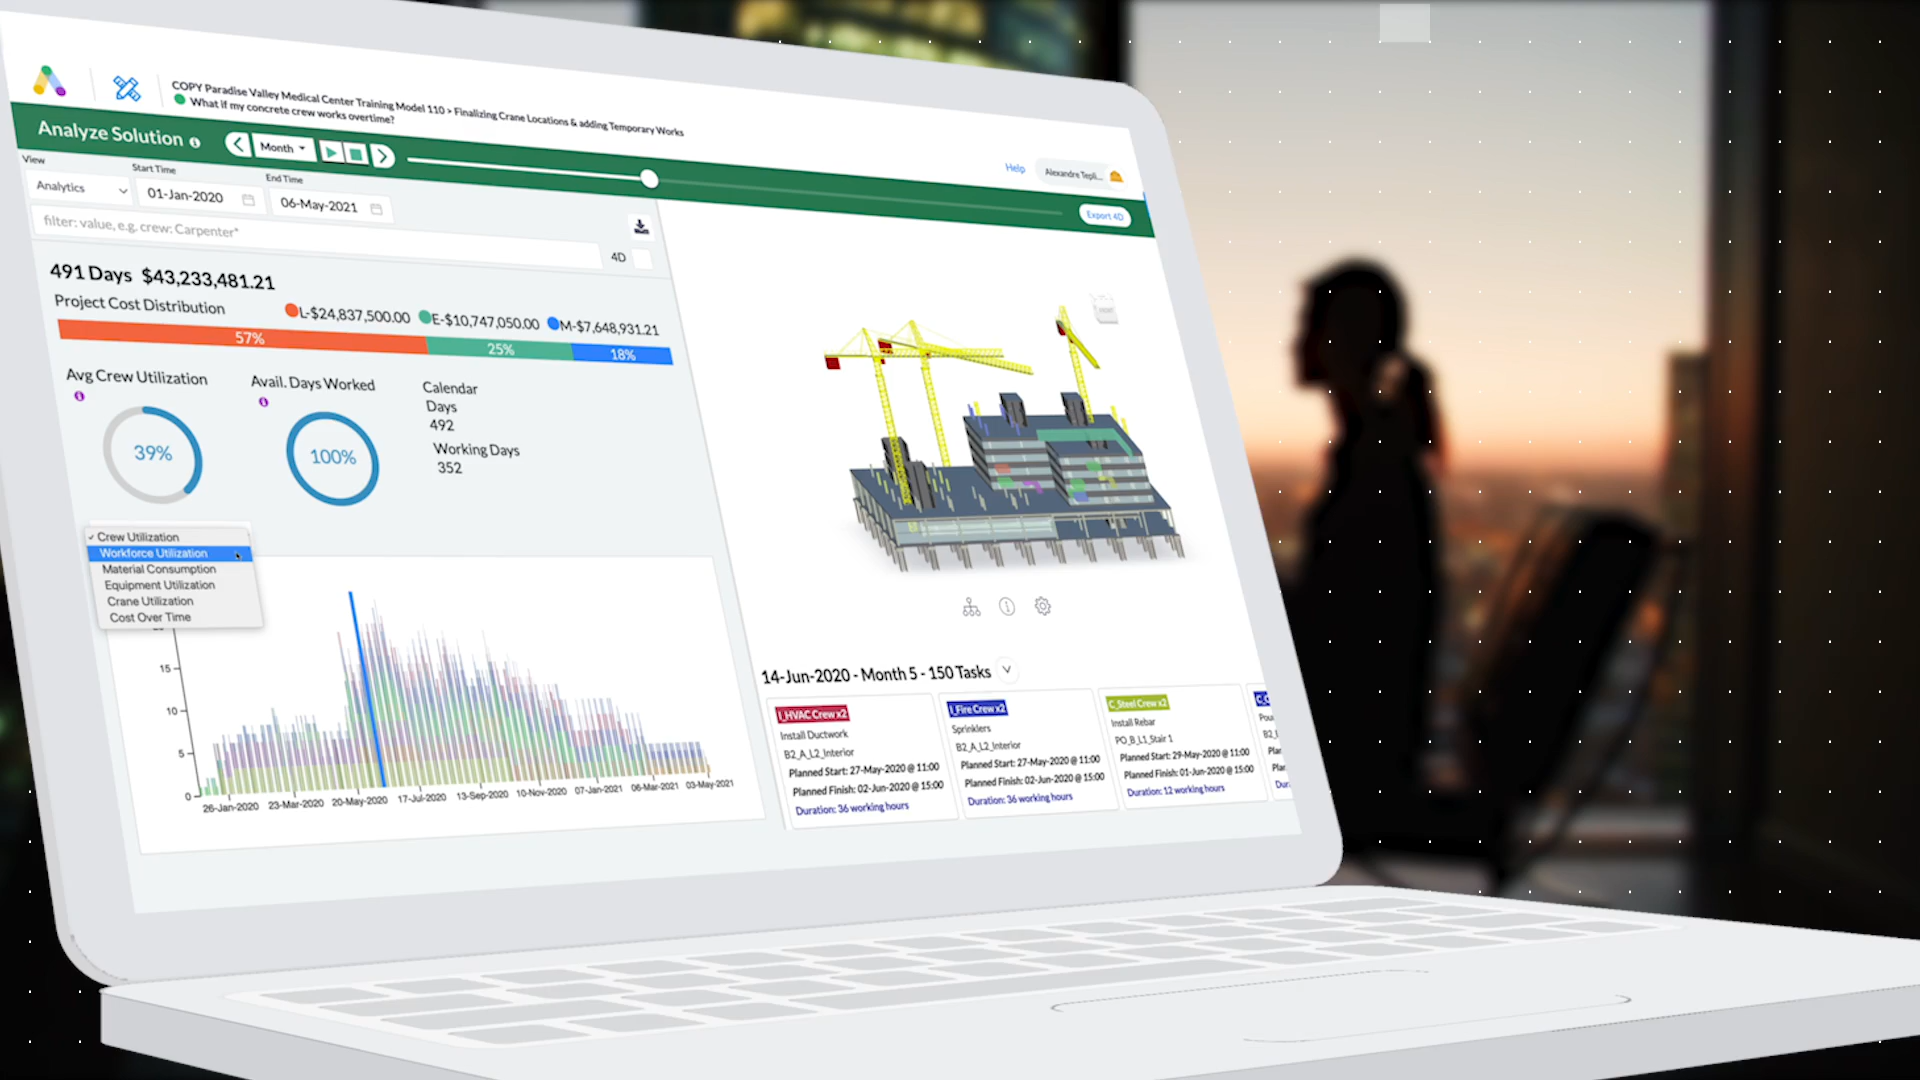 COPY Paradise Valley Medical Center Training Model 110 > Finalizing Crane Locations & adding Temporary Works
What if my concrete crew works overtime?
Help
Alexandre Tepli...
Analyze Solution
Month
Export 4D
View
Start Time
End Time
Analytics
01-Jan-2020
06-May-2021
filter: value, e.g. crew: Carpenter*
4D
491 Days $43,233,481.21
Project Cost Distribution
L-$24,837,500.00
E-$10,747,050.00
M-$7,648,931.21
57%
25%
18%
Avg Crew Utilization
Avail. Days Worked
Calendar
Days
492
Working Days
352
39%
100%
✓ Crew Utilization
Workforce Utilization
Material Consumption
Equipment Utilization
Crane Utilization
Cost Over Time
15
10
5
0
26-Jan-2020
23-Mar-2020
20-May-2020
17-Jul-2020
13-Sep-2020
10-Nov-2020
07-Jan-2021
06-Mar-2021
03-May-2021
14-Jun-2020 - Month 5 - 150 Tasks
I_HVAC Crew x2
Install Ductwork
B2_A_L2_Interior
Planned Start: 27-May-2020 @ 11:00
Planned Finish: 02-Jun-2020 @ 15:00
Duration: 36 working hours
I_Fire Crew x2
Sprinklers
B2_A_L2_Interior
Planned Start: 27-May-2020 @ 11:00
Planned Finish: 02-Jun-2020 @ 15:00
Duration: 36 working hours
C_Steel Crew x2
Install Rebar
PO_B_L1_Stair 1
Planned Start: 29-May-2020 @ 11:00
Planned Finish: 01-Jun-2020 @ 15:00
Duration: 12 working hours